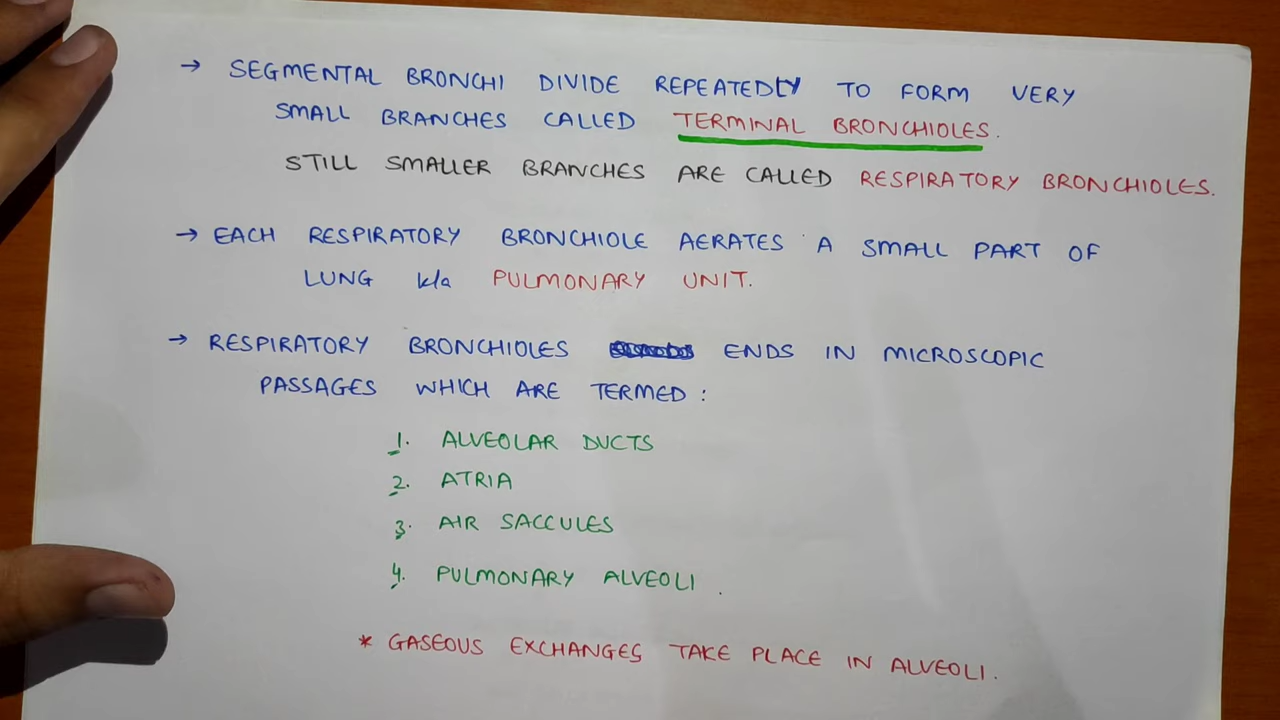 → SEGMENTAL BRONCHI DIVIDE REPEATEDLY TO FORM VERY
SMALL BRANCHES CALLED TERMINAL BRONCHIOLES.
STILL SMALLER BRANCHES ARE CALLED RESPIRATORY BRONCHIOLES.
→ EACH RESPIRATORY BRONCHIOLE AERATES A SMALL PART OF
LUNG k/a PULMONARY UNIT.
→ RESPIRATORY BRONCHIOLES ENDS IN MICROSCOPIC
PASSAGES WHICH ARE TERMED :
1. ALVEOLAR DUCTS
2. ATRIA
3. AIR SACCULES
4. PULMONARY ALVEOLI.
* GASEOUS EXCHANGES TAKE PLACE IN ALVEOLI.